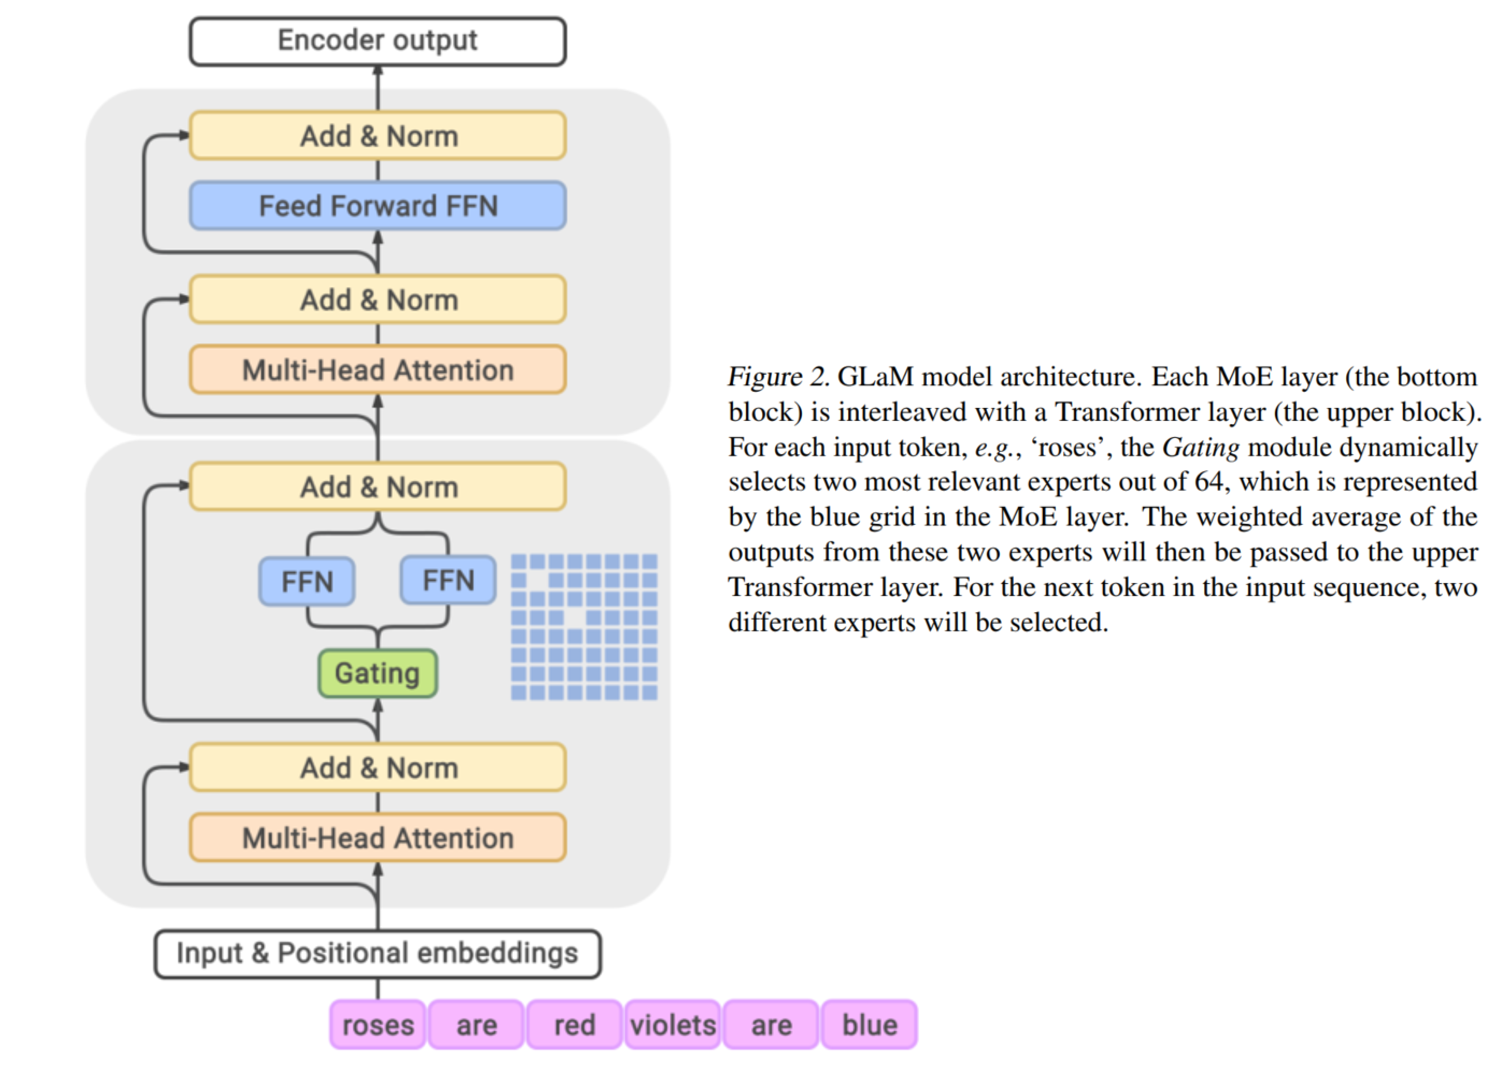 Encoder output
Add & Norm
Feed Forward FFN
Add & Norm
Multi-Head Attention
Add & Norm
FFN FFN
Gating
Add & Norm
Multi-Head Attention
Input & Positional embeddings
roses are red violets are blue
Figure 2. GLaM model architecture. Each MoE layer (the bottom
block) is interleaved with a Transformer layer (the upper block).
For each input token, e.g., ‘roses’, the Gating module dynamically
selects two most relevant experts out of 64, which is represented
by the blue grid in the MoE layer. The weighted average of the
outputs from these two experts will then be passed to the upper
Transformer layer. For the next token in the input sequence, two
different experts will be selected.